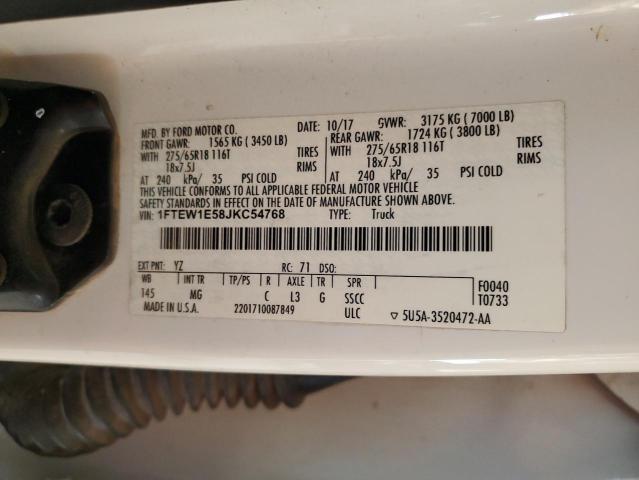 MFD. BY FORD MOTOR CO. DATE: 10/17 GVWR: 3175 KG ( 7000 LB)
FRONT GAWR: 1565 KG ( 3450 LB) REAR GAWR: 1724 KG ( 3800 LB)
WITH 275/65R18 116T TIRES WITH 275/65R18 116T TIRES
18x7.5J RIMS 18x7.5J RIMS
AT 240 kPa/ 35 PSI COLD AT 240 kPa/ 35 PSI COLD
THIS VEHICLE CONFORMS TO ALL APPLICABLE FEDERAL MOTOR VEHICLE
SAFETY STANDARDS IN EFFECT ON THE DATE OF MANUFACTURE SHOWN ABOVE.
VIN: 1FTEW1E58JKC54768 TYPE: Truck
EXT PNT: YZ RC: 71 DSO:
WB INT TR TP/PS R AXLE TR SPR F0040
145 MG C L3 G SSCC T0733
MADE IN U.S.A. 2201710087849 ULC 5U5A-3520472-AA